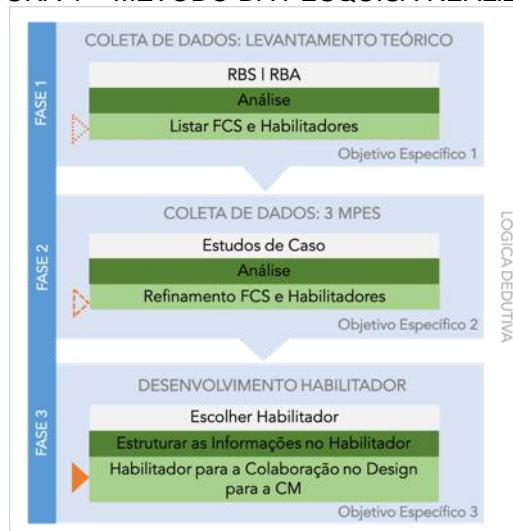 COLETA DE DADOS: LEVANTAMENTO TEÓRICO
FASE 1
RBS | RBA
Análise
Listar FCS e Habilitadores
Objetivo Específico 1
COLETA DE DADOS: 3 MPES
FASE 2
Estudos de Caso
Análise
Refinamento FCS e Habilitadores
Objetivo Específico 2
LOGICA DEDUTIVA
DESENVOLVIMENTO HABILITADOR
FASE 3
Escolher Habilitador
Estruturar as Informações no Habilitador
Habilitador para a Colaboração no Design
para a CM
Objetivo Específico 3